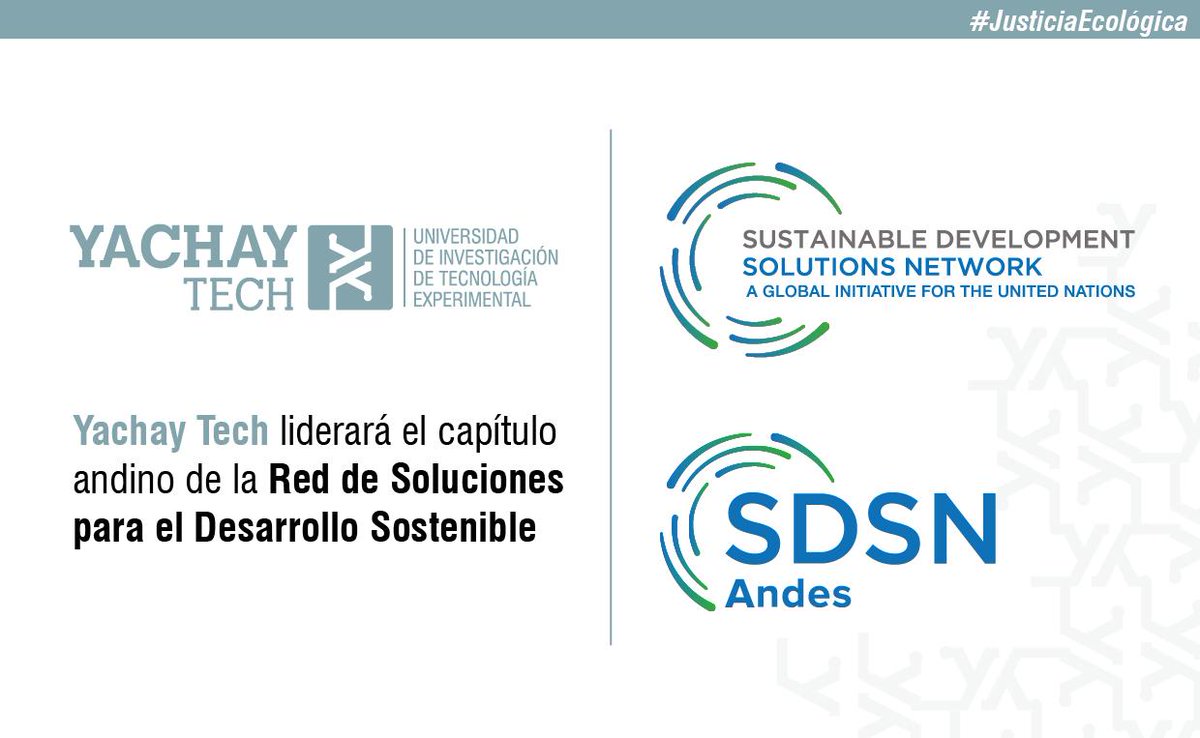 #JusticiaEcológica
YACHAY
TECH
UNIVERSIDAD
DE INVESTIGACIÓN
DE TECNOLOGÍA
EXPERIMENTAL
Yachay Tech liderará el capítulo
andino de la Red de Soluciones
para el Desarrollo Sostenible
SUSTAINABLE DEVELOPMENT
SOLUTIONS NETWORK
A GLOBAL INITIATIVE FOR THE UNITED NATIONS
SDSN
Andes